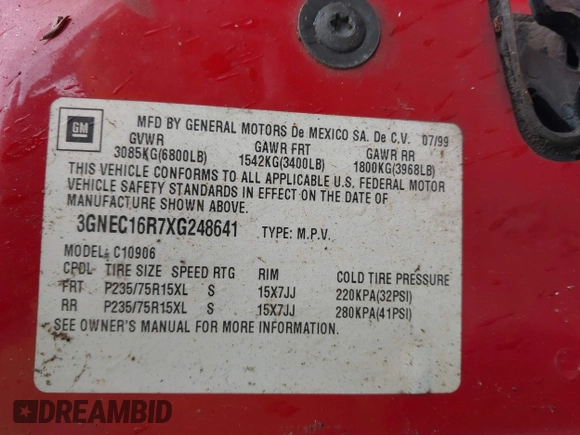 GM
MFD BY GENERAL MOTORS De MEXICO SA. De C.V. 07/99
GVWR GAWR FRT GAWR RR
3085KG(6800LB) 1542KG(3400LB) 1800KG(3968LB)
THIS VEHICLE CONFORMS TO ALL APPLICABLE U.S. FEDERAL MOTOR
VEHICLE SAFETY STANDARDS IN EFFECT ON THE DATE OF
MANUFACTURE SHOWN ABOVE.
3GNEC16R7XG248641 TYPE: M.P.V.
MODEL: C10906
CPDL TIRE SIZE SPEED RTG RIM COLD TIRE PRESSURE
FRT P235/75R15XL S 15X7JJ 220KPA(32PSI)
RR P235/75R15XL S 15X7JJ 280KPA(41PSI)
SEE OWNER'S MANUAL FOR MORE INFORMATION
DREAMBID